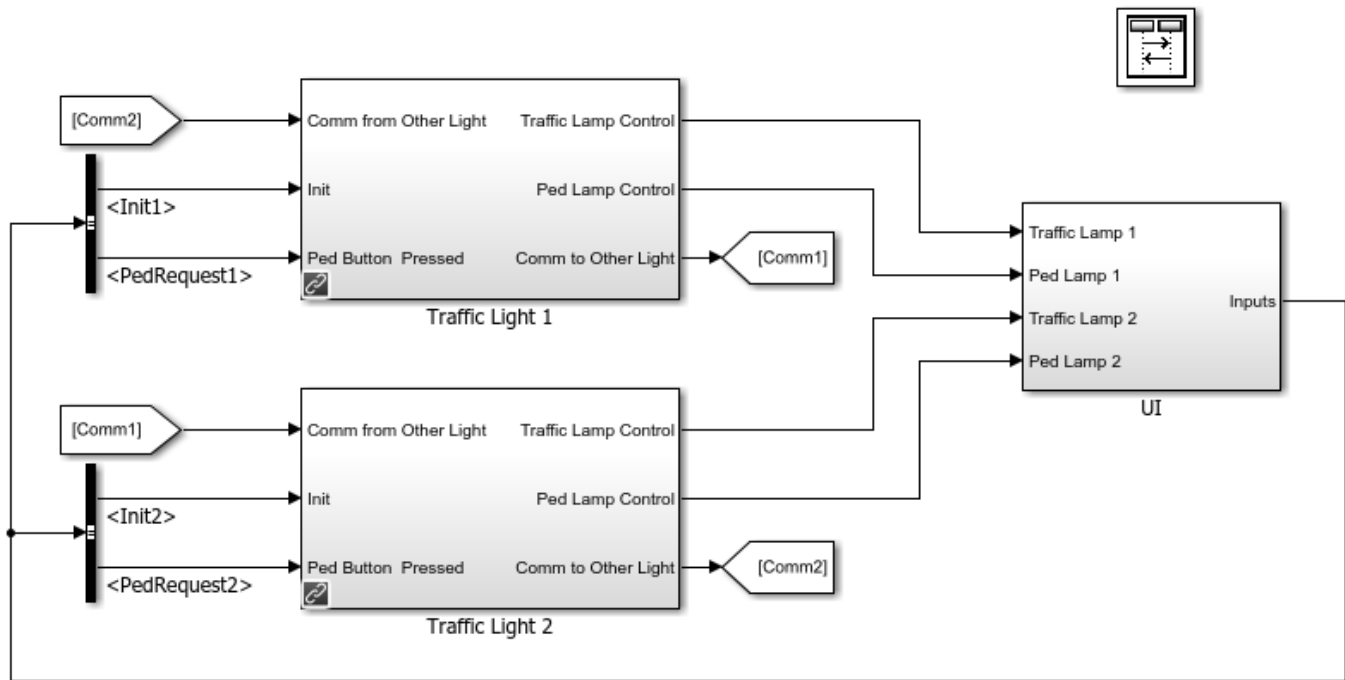 [Comm2]
Comm from Other Light
Traffic Lamp Control
Init
Ped Lamp Control
<Init1>
Ped Button  Pressed
Comm to Other Light
[Comm1]
<PedRequest1>
Traffic Light 1
Traffic Lamp 1
Ped Lamp 1
Inputs
Traffic Lamp 2
Ped Lamp 2
UI
[Comm1]
Comm from Other Light
Traffic Lamp Control
Init
Ped Lamp Control
<Init2>
Ped Button  Pressed
Comm to Other Light
[Comm2]
<PedRequest2>
Traffic Light 2